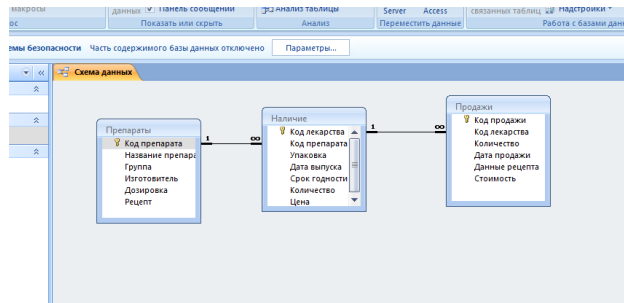 макросы
данных Панель сообщений
Анализ таблицы
Server Access
связанных таблиц Надстройки
Показать или скрыть
Анализ
Переместить данные
Работа с базами
Часть содержимого базы данных отключено
Параметры...
Схема данных
Препараты
Код препарата
Название препара
Группа
Изготовитель
Дозировка
Рецепт
1
∞
Наличие
Код лекарства
Код препарата
Упаковка
Дата выпуска
Срок годности
Количество
Цена
1
∞
Продажи
Код продажи
Код лекарства
Количество
Дата продажи
Данные рецепта
Стоимость